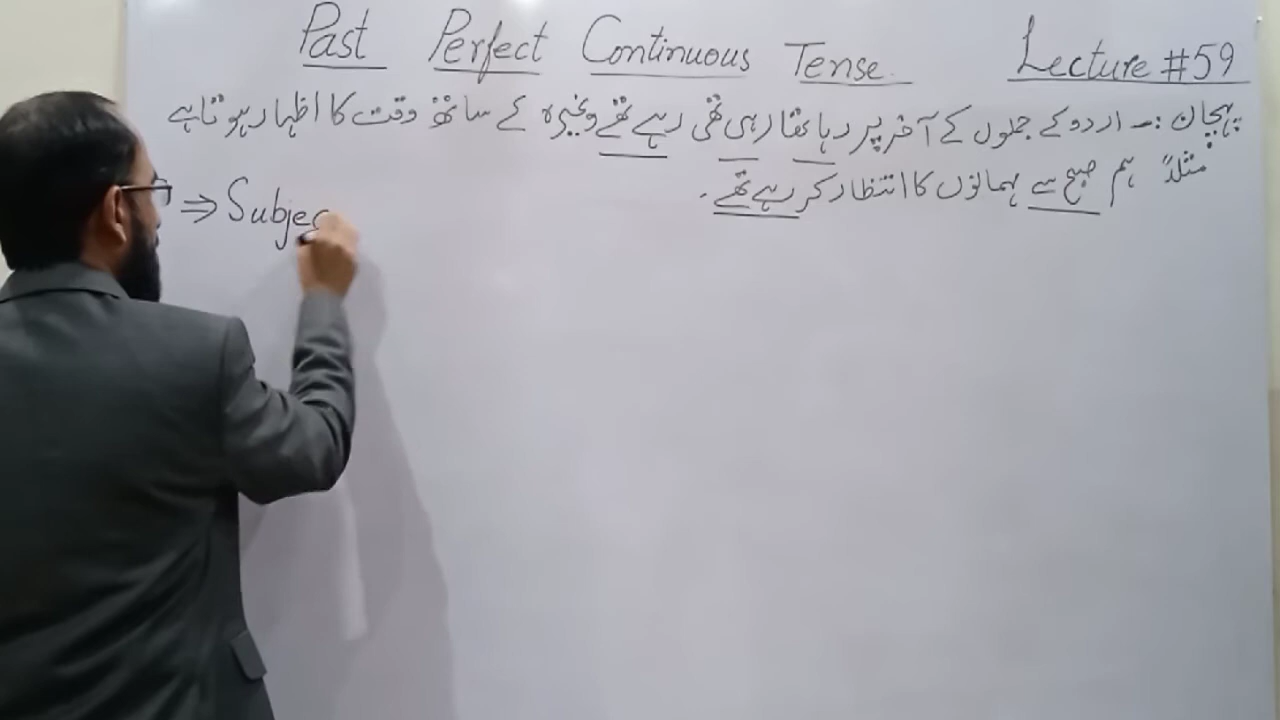 Past Perfect Continuous Tense Lecture #59
پہچان :۔ اردو کے جملوں کے آخر پر رہا تھا رہی تھی رہے تھے وغیرہ کے ساتھ وقت کا اظہار ہوتا ہے
مثلاً ہم صبح سے مہمانوں کا انتظار کر رہے تھے۔
⇒ Subjec